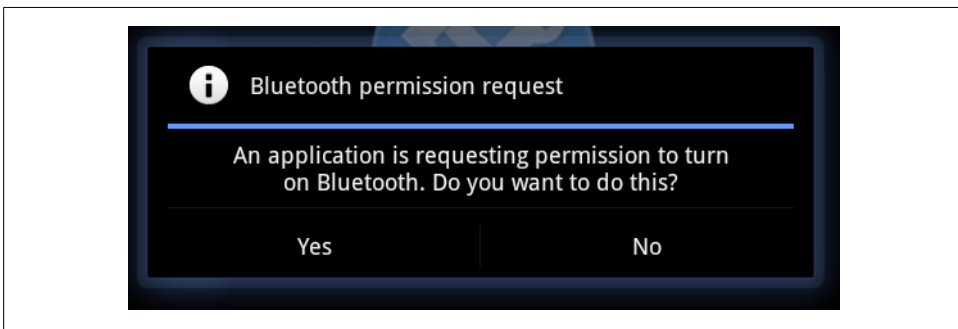 Bluetooth permission request
An application is requesting permission to turn
on Bluetooth. Do you want to do this?
Yes
No